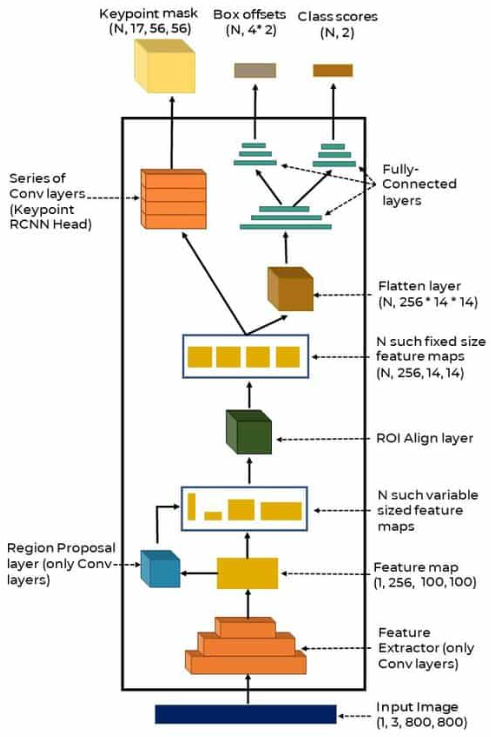 Keypoint mask
(N, 17, 56, 56)
Box offsets
(N, 4* 2)
Class scores
(N, 2)
Series of
Conv layers
(Keypoint
RCNN Head)
Fully-
Connected
layers
Flatten layer
(N, 256 * 14 * 14)
N such fixed size
feature maps
(N, 256, 14, 14)
ROI Align layer
N such variable
sized feature
maps
Region Proposal
layer (only Conv
layers)
Feature map
(1, 256, 100, 100)
Feature
Extractor (only
Conv layers)
Input Image
(1, 3, 800, 800)